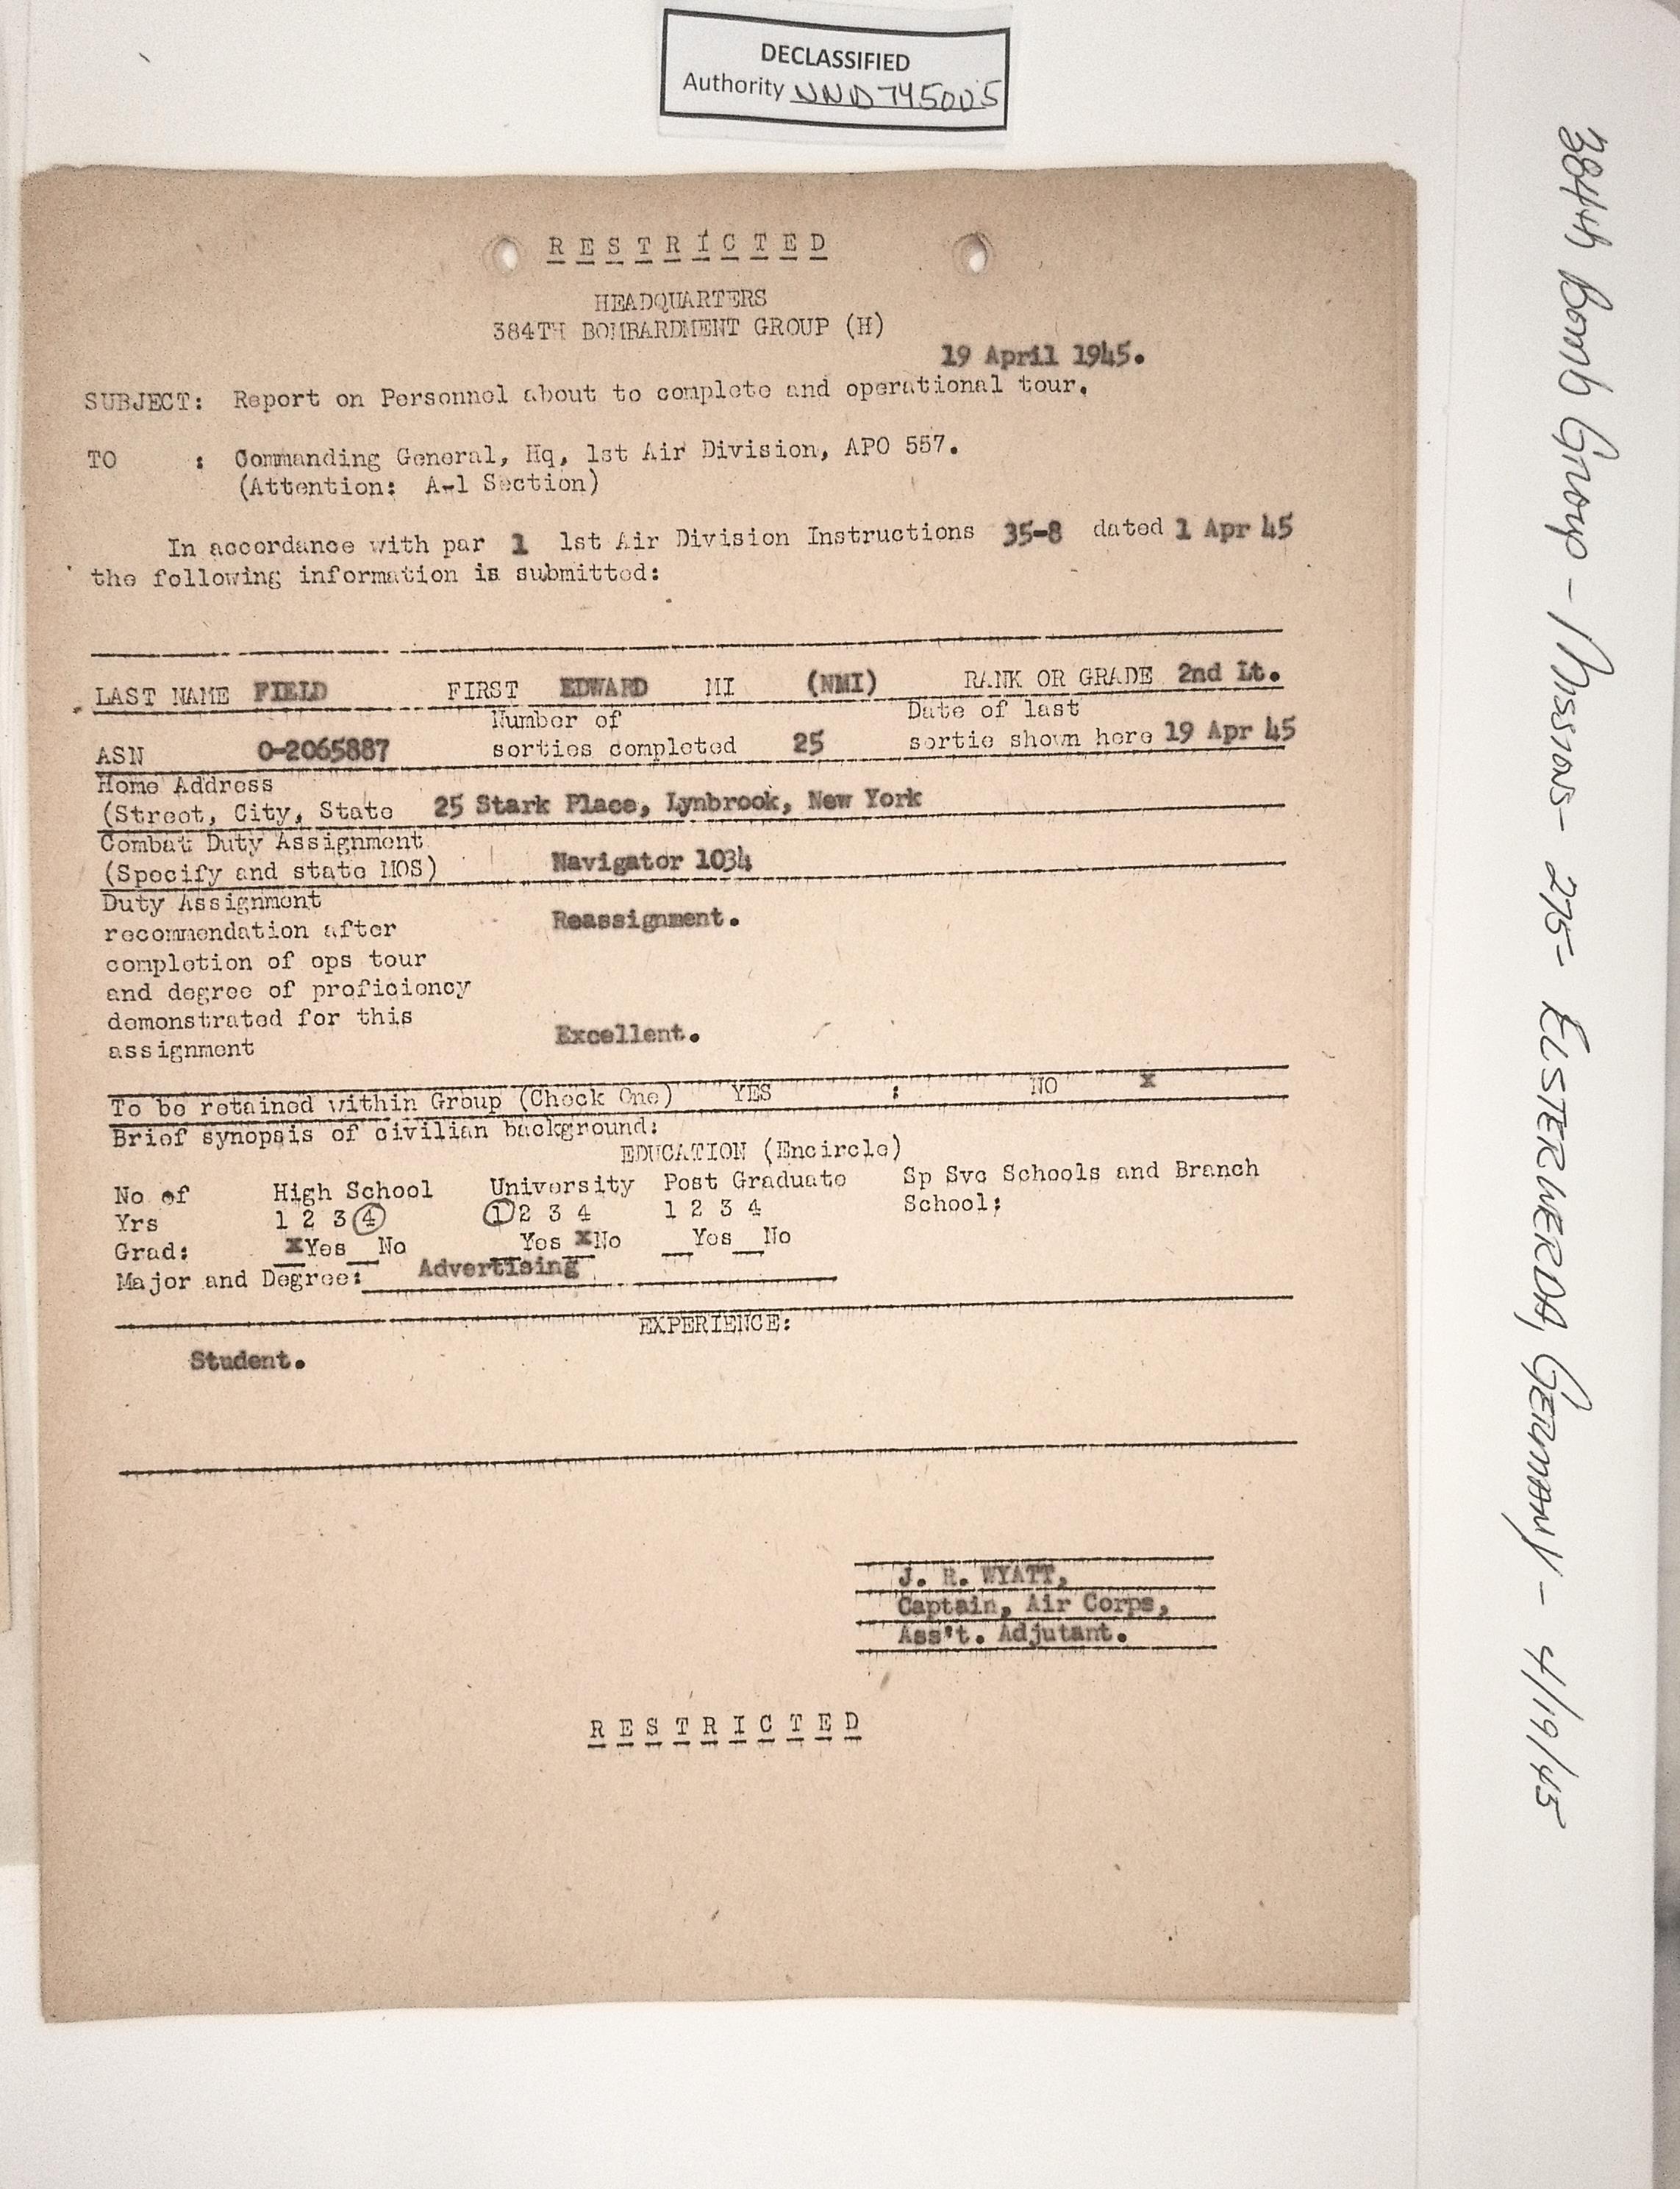 DECLASSIFIED
Authority NND 745005
RESTRICTED
HEADQUARTERS
384TH BOMBARDMENT GROUP (H)
19 April 1945.
SUBJECT: Report on Personnel about to complete and operational tour.
TO : Commanding General, Hq, 1st Air Division, APO 557.
(Attention: A-1 Section)
In accordance with par 1 1st Air Division Instructions 35-8 dated 1 Apr 45
the following information is submitted:
LAST NAME FIELD FIRST EDWARD MI (NMI) RANK OR GRADE 2nd Lt.
Number of Date of last
ASN O-2065887 sorties completed 25 sortie shown here 19 Apr 45
Home Address
(Street, City, State 25 Stark Place, Lynbrook, New York
Combat Duty Assignment
(Specify and state MOS) Navigator 1034
Duty Assignment
recommendation after Reassignment.
completion of ops tour
and degree of proficiency
demonstrated for this
assignment Excellent.
To be retained within Group (Check One) YES : NO x
Brief synopsis of civilian background:
EDUCATION (Encircle)
No of High School University Post Graduate Sp Svc Schools and Branch
Yrs 1 2 3 4 1 2 3 4 1 2 3 4 School:
Grad: xYes No Yes xNo Yes No
Major and Degree: Advertising
EXPERIENCE:
Student.
J. R. WYATT,
Captain, Air Corps,
Ass't. Adjutant.
RESTRICTED
384th Bomb Group - Missions - 275 - ELSTERWERDA, GERMANY - 4/19/45